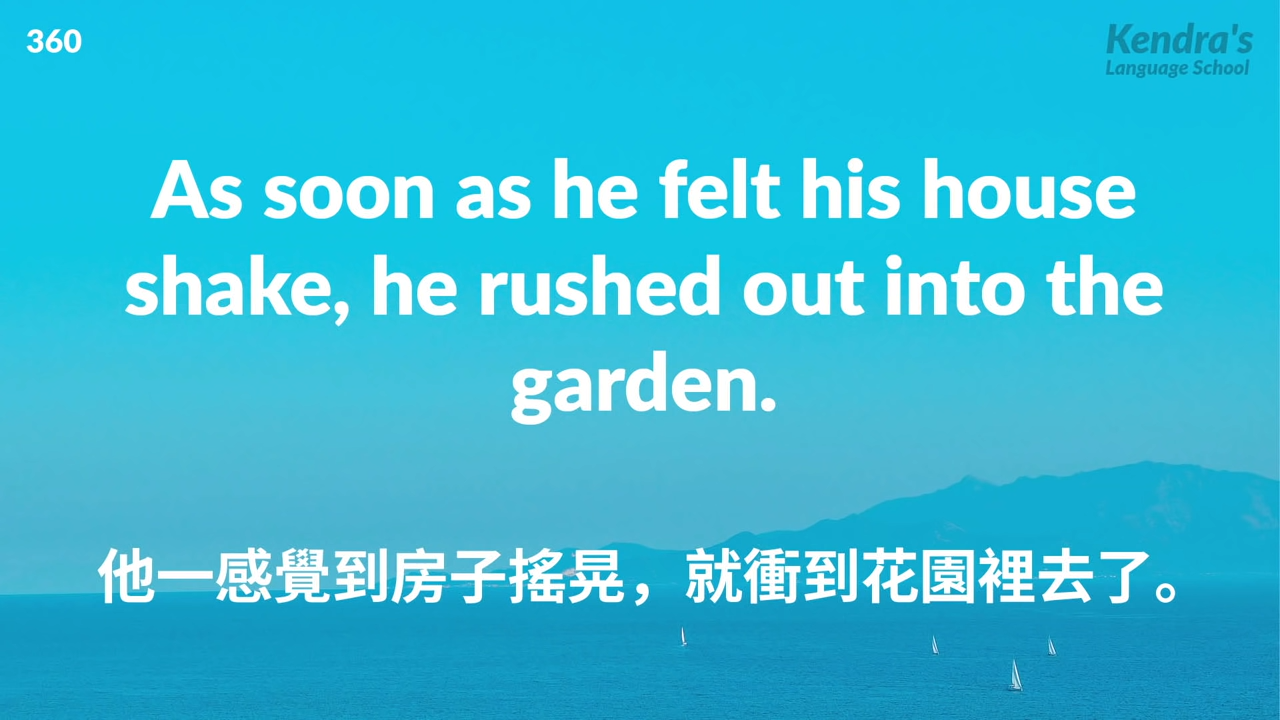 360
Kendra's
Language School
As soon as he felt his house
shake, he rushed out into the
garden.
他一感覺到房子搖晃，就衝到花園裡去了。